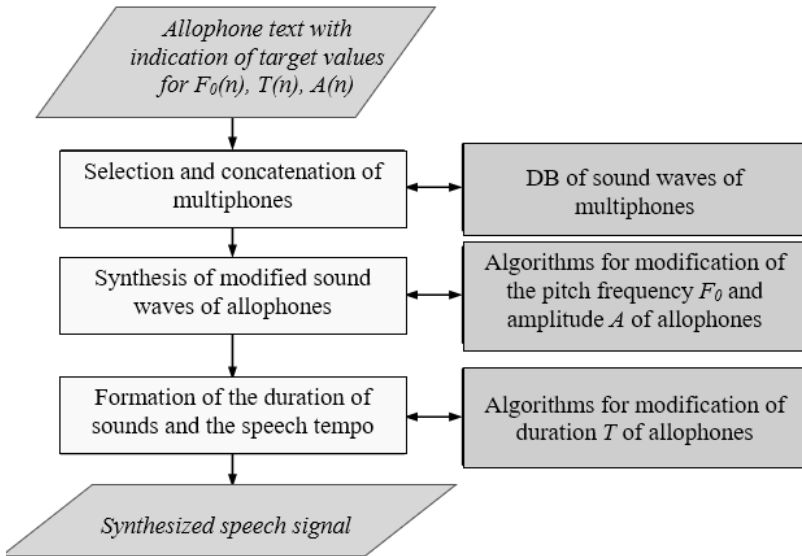 Allophone text with
indication of target values
for F₀(n), T(n), A(n)
Selection and concatenation of
multiphones
DB of sound waves of
multiphones
Synthesis of modified sound
waves of allophones
Algorithms for modification of
the pitch frequency F₀ and
amplitude A of allophones
Formation of the duration of
sounds and the speech tempo
Algorithms for modification of
duration T of allophones
Synthesized speech signal